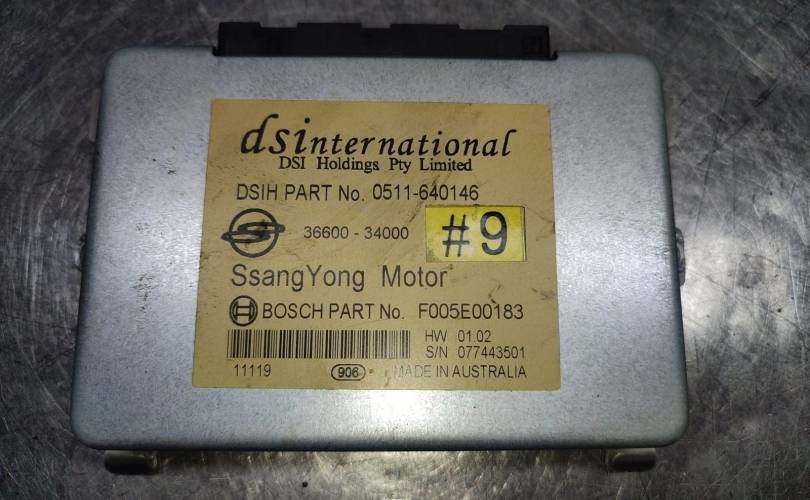 dsinternational
DSI Holdings Pty Limited
DSIH PART No. 0511-640146
36600 - 34000 #9
SsangYong Motor
BOSCH PART No. F005E00183
HW 01.02
S/N 077443501
11119 906 MADE IN AUSTRALIA